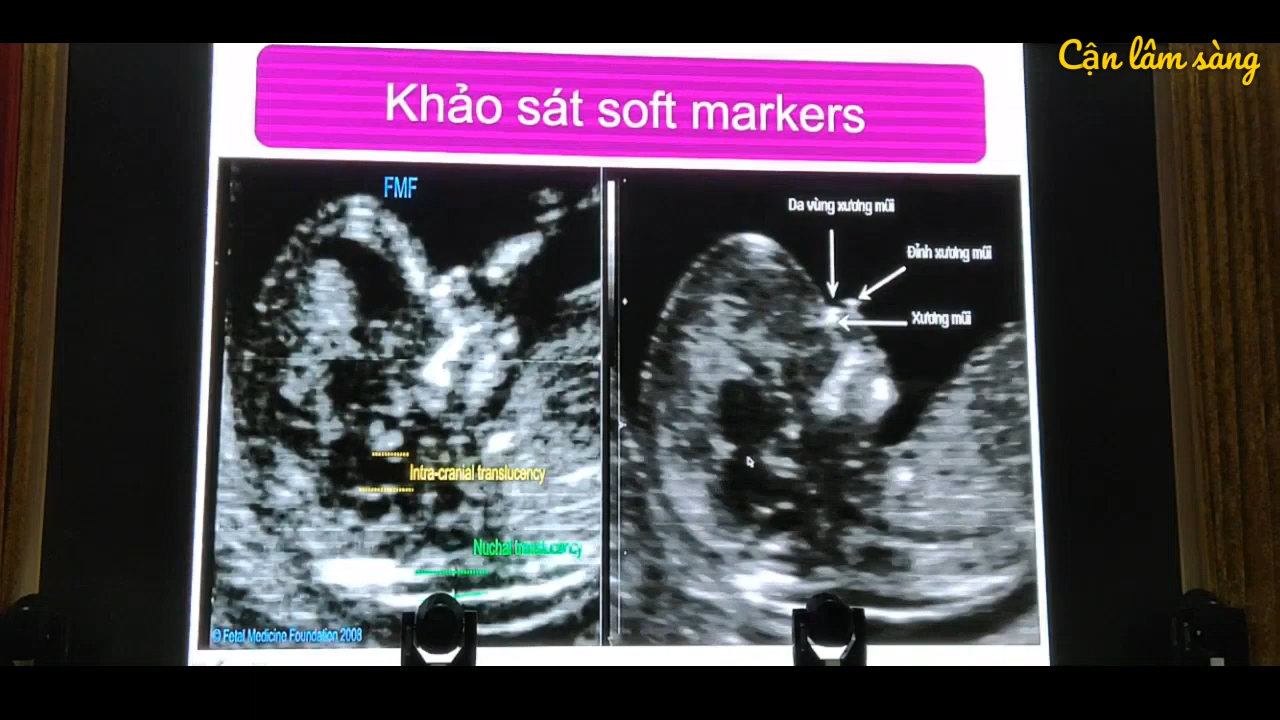 Cận lâm sàng
Khảo sát soft markers
FMF
Da vùng xương mũi
Đỉnh xương mũi
Xương mũi
Intra-cranial translucency
Nuchal translucency
© Fetal Medicine Foundation 2008